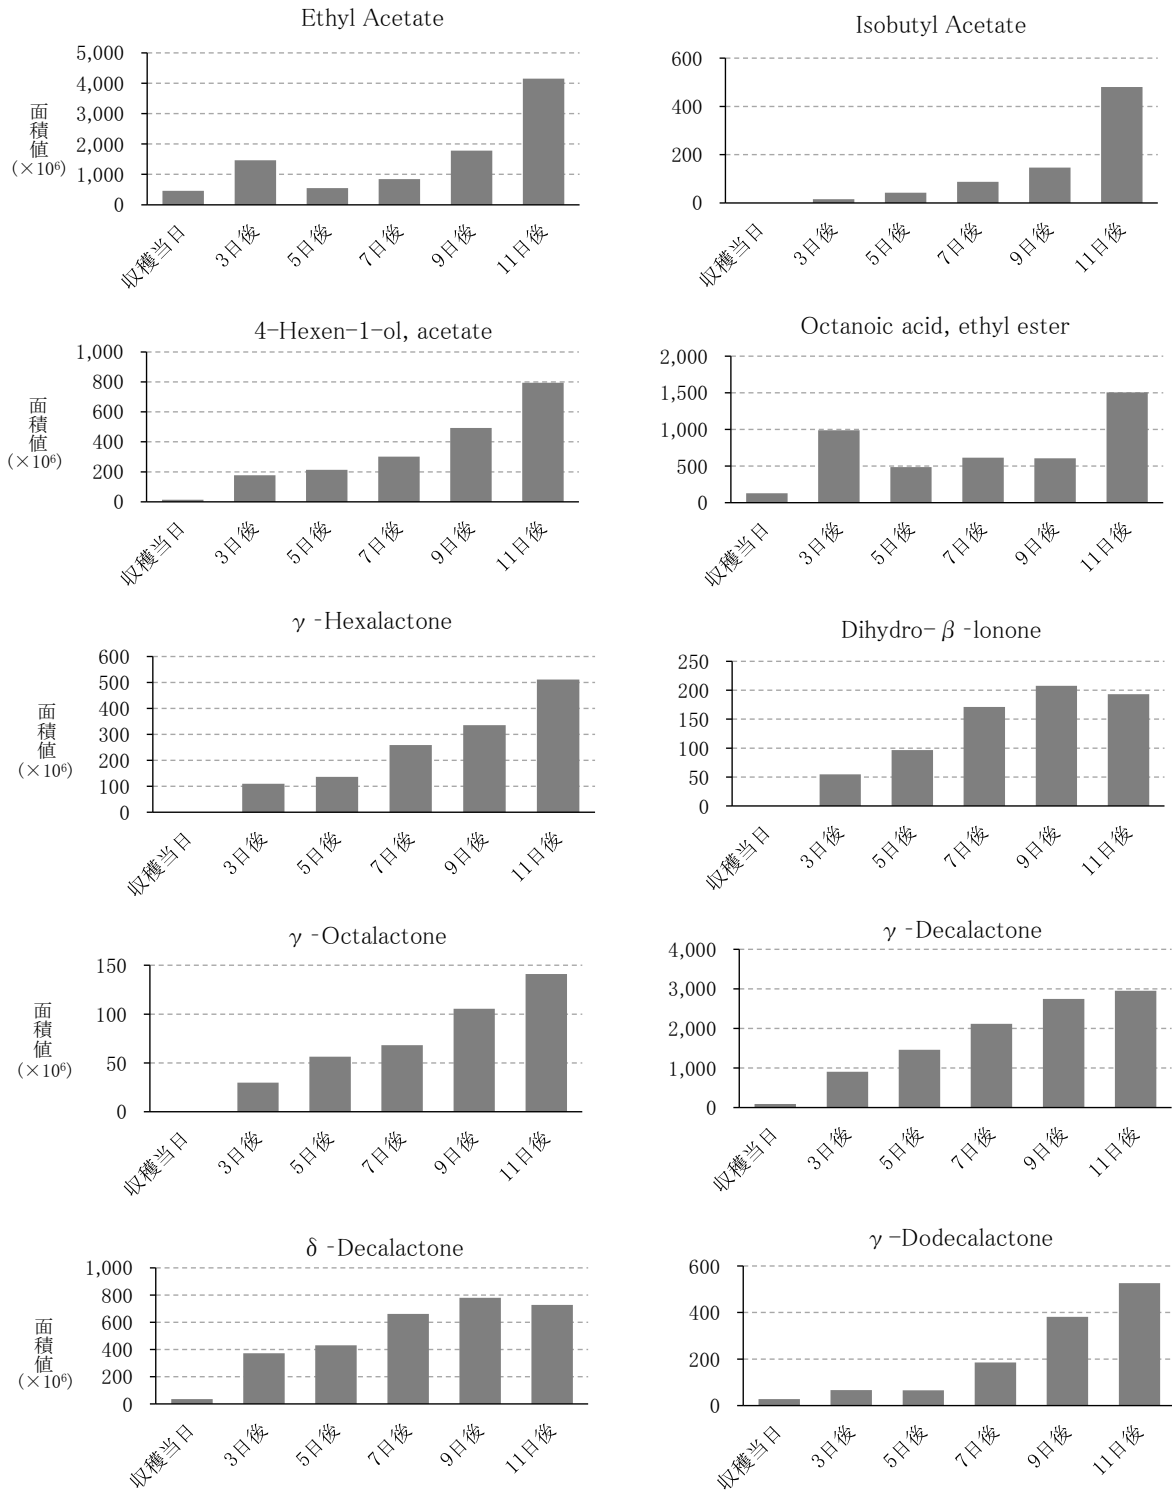 Ethyl Acetate
5,000
4,000
3,000
2,000
1,000
0
面積値
(×10⁶)
収穫当日 3日後 5日後 7日後 9日後 11日後
Isobutyl Acetate
600
400
200
0
収穫当日 3日後 5日後 7日後 9日後 11日後
4-Hexen-1-ol, acetate
1,000
800
600
400
200
0
面積値
(×10⁶)
収穫当日 3日後 5日後 7日後 9日後 11日後
Octanoic acid, ethyl ester
2,000
1,500
1,000
500
0
収穫当日 3日後 5日後 7日後 9日後 11日後
γ-Hexalactone
600
500
400
300
200
100
0
面積値
(×10⁶)
収穫当日 3日後 5日後 7日後 9日後 11日後
Dihydro-β-lonone
250
200
150
100
50
0
収穫当日 3日後 5日後 7日後 9日後 11日後
γ-Octalactone
150
100
50
0
面積値
(×10⁶)
収穫当日 3日後 5日後 7日後 9日後 11日後
γ-Decalactone
4,000
3,000
2,000
1,000
0
収穫当日 3日後 5日後 7日後 9日後 11日後
δ-Decalactone
1,000
800
600
400
200
0
面積値
(×10⁶)
収穫当日 3日後 5日後 7日後 9日後 11日後
γ-Dodecalactone
600
400
200
0
収穫当日 3日後 5日後 7日後 9日後 11日後